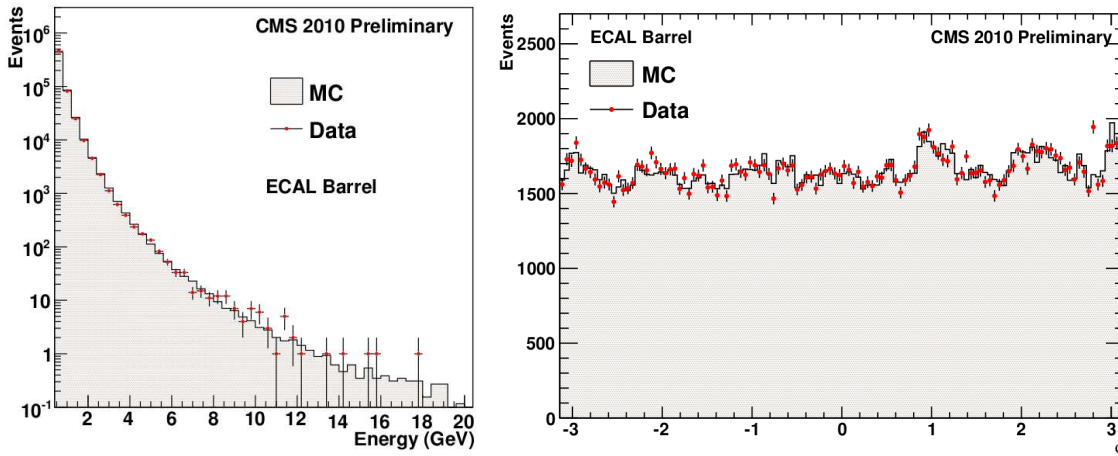 Events
10^6
10^5
10^4
10^3
10^2
10
1
10^-1
CMS 2010 Preliminary
MC
Data
ECAL Barrel
2 4 6 8 10 12 14 16 18 20
Energy (GeV)
Events
2500
2000
1500
1000
500
0
ECAL Barrel CMS 2010 Preliminary
MC
Data
-3 -2 -1 0 1 2 3